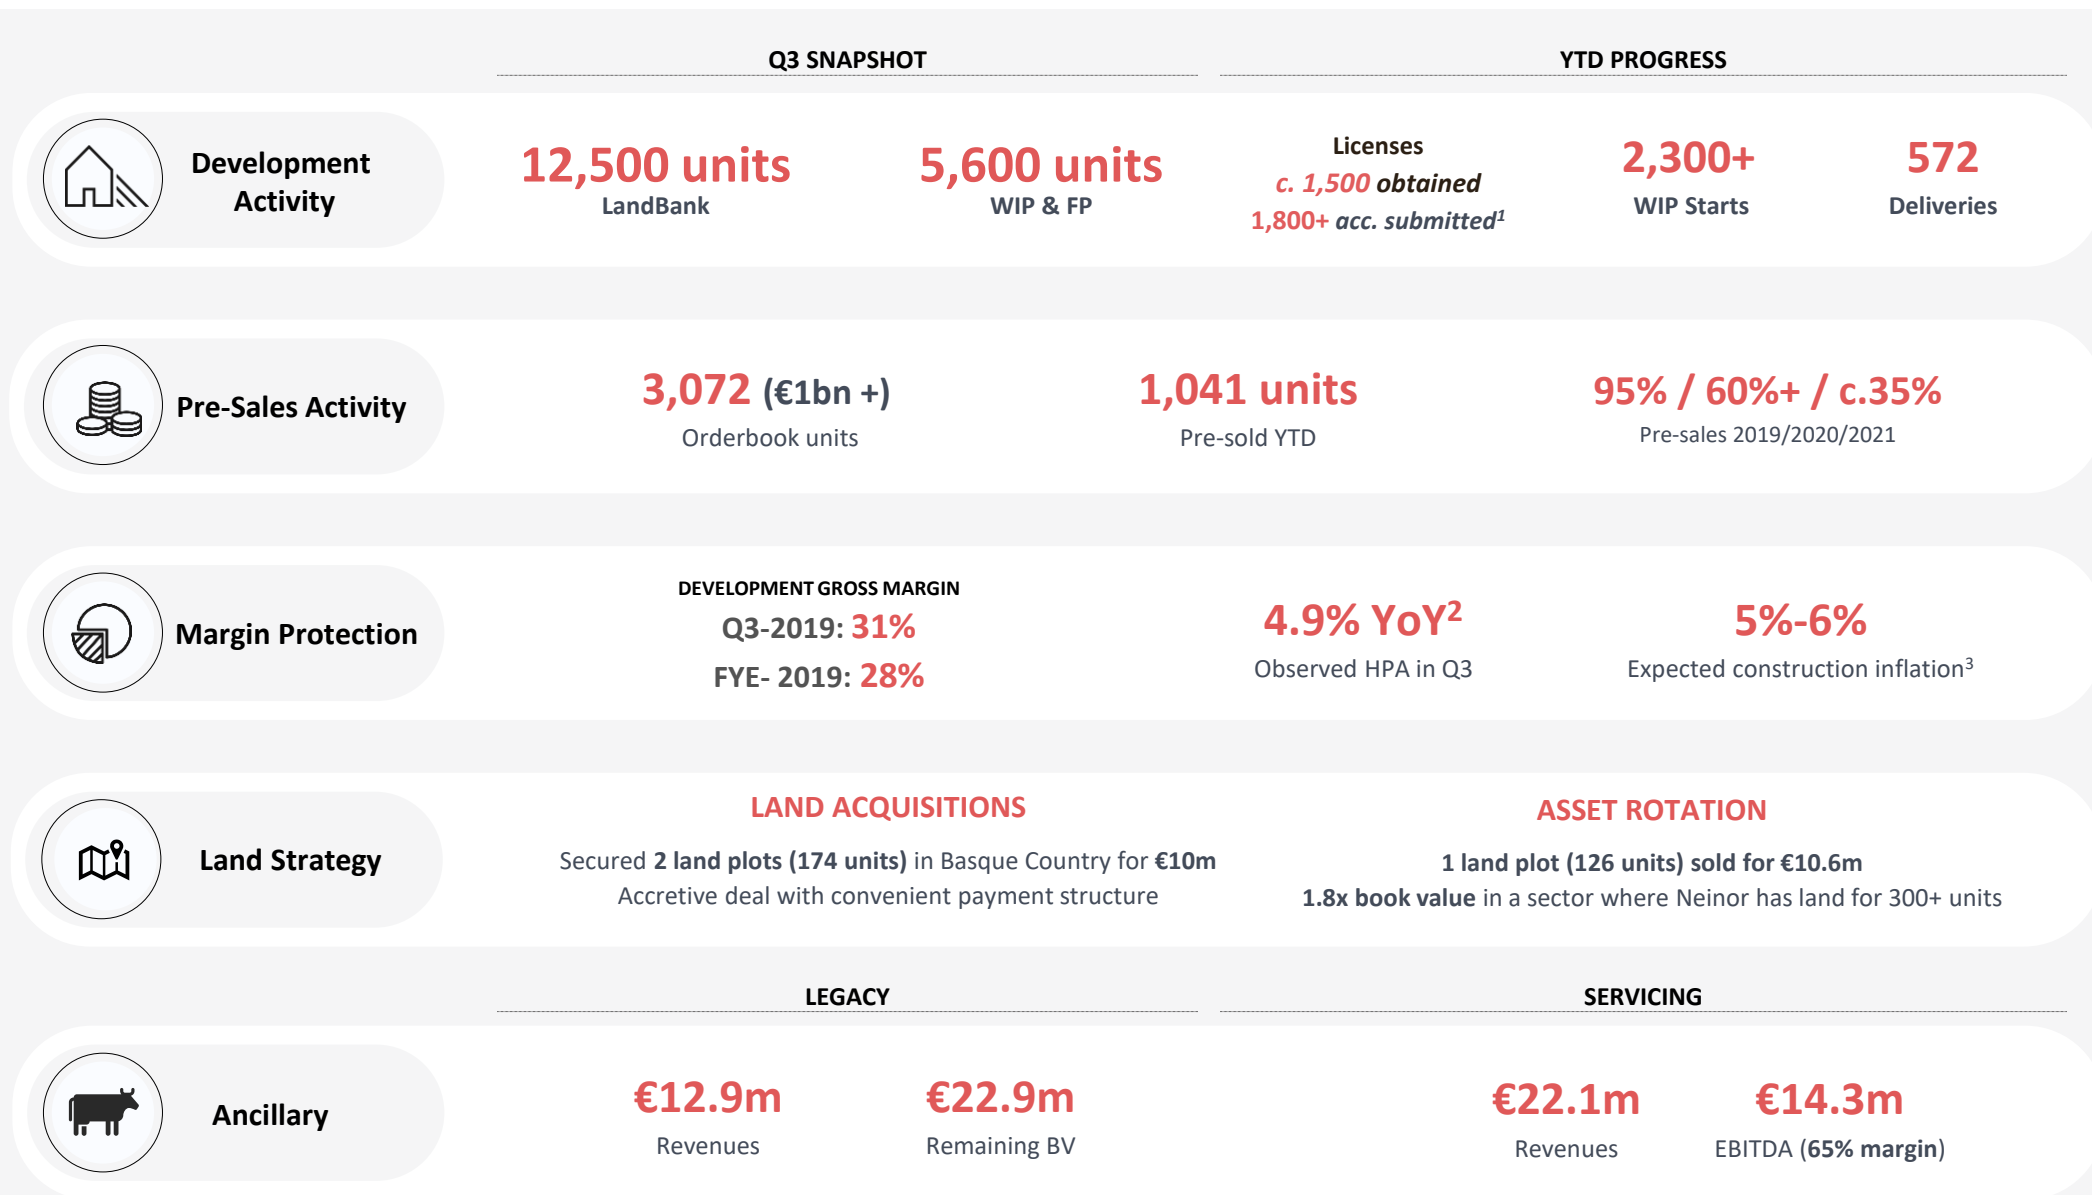 Q3 SNAPSHOT
YTD PROGRESS
Development
Activity
12,500 units
LandBank
5,600 units
WIP & FP
Licenses
c. 1,500 obtained
1,800+ acc. submitted1
2,300+
WIP Starts
572
Deliveries
Pre-Sales Activity
3,072 (€1bn +)
Orderbook units
1,041 units
Pre-sold YTD
95% / 60%+ / c.35%
Pre-sales 2019/2020/2021
Margin Protection
DEVELOPMENT GROSS MARGIN
Q3-2019: 31%
FYE- 2019: 28%
4.9% YoY2
Observed HPA in Q3
5%-6%
Expected construction inflation3
Land Strategy
LAND ACQUISITIONS
Secured 2 land plots (174 units) in Basque Country for €10m
Accretive deal with convenient payment structure
ASSET ROTATION
1 land plot (126 units) sold for €10.6m
1.8x book value in a sector where Neinor has land for 300+ units
LEGACY
SERVICING
Ancillary
€12.9m
Revenues
€22.9m
Remaining BV
€22.1m
Revenues
€14.3m
EBITDA (65% margin)